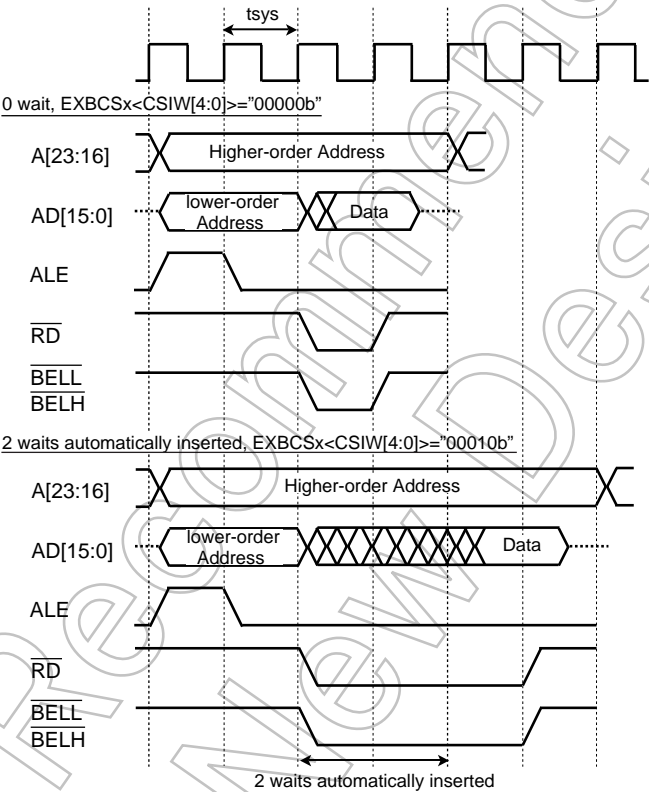 tsys
0 wait, EXBCSx<CSIW[4:0]>="00000b"
A[23:16]
Higher-order Address
AD[15:0]
lower-order
Address
Data
ALE
RD
BELL
BELH
2 waits automatically inserted, EXBCSx<CSIW[4:0]>="00010b"
A[23:16]
Higher-order Address
AD[15:0]
lower-order
Address
Data
ALE
RD
BELL
BELH
2 waits automatically inserted